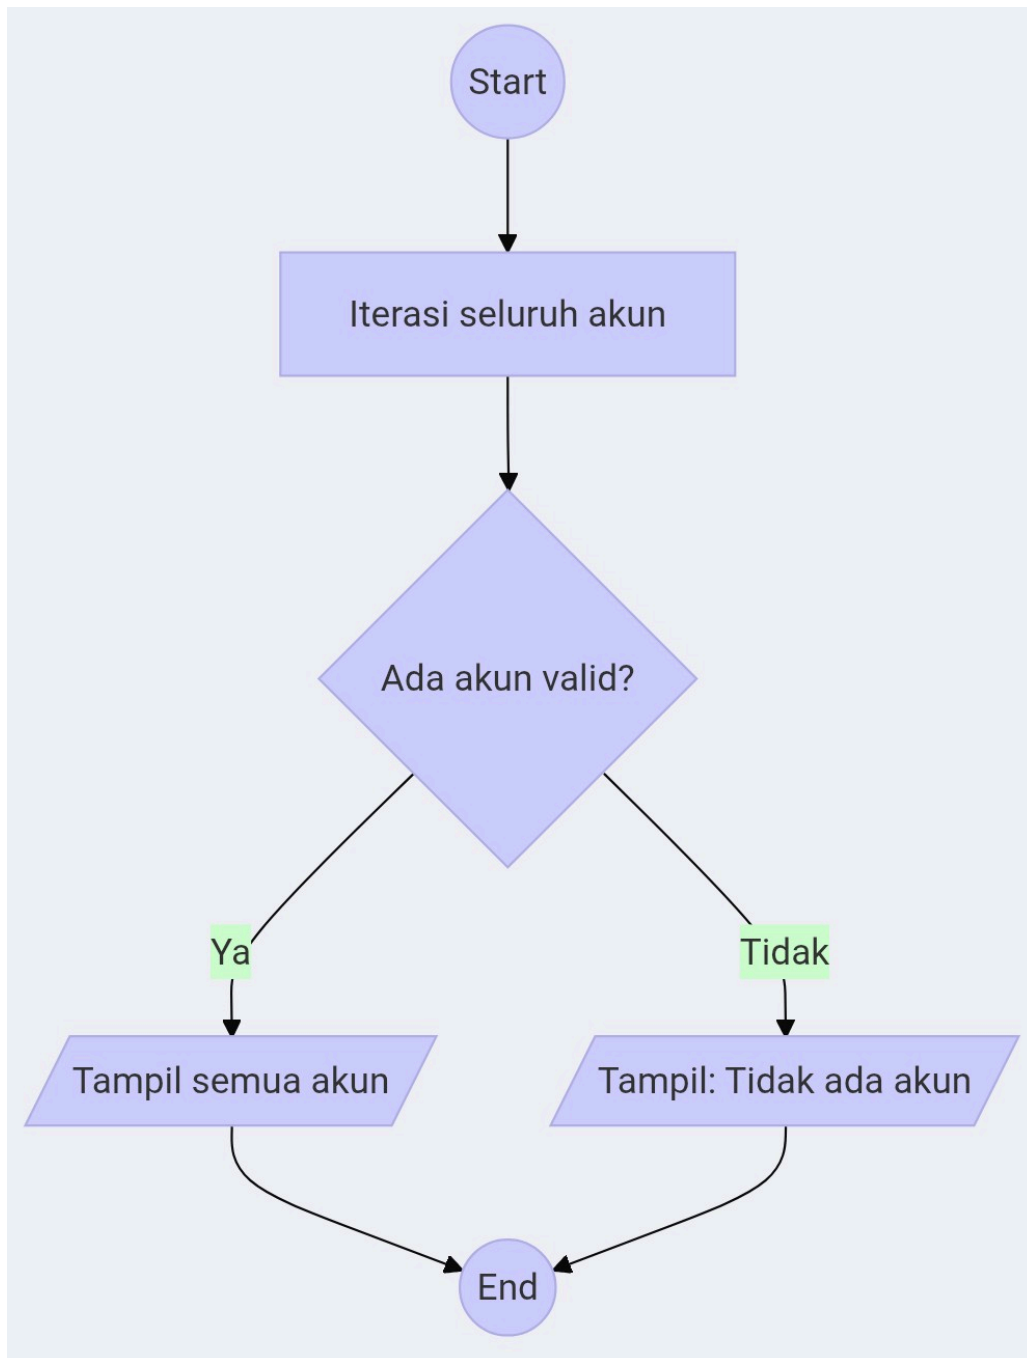 Start
Iterasi seluruh akun
Ada akun valid?
Ya
Tidak
Tampil semua akun
Tampil: Tidak ada akun
End